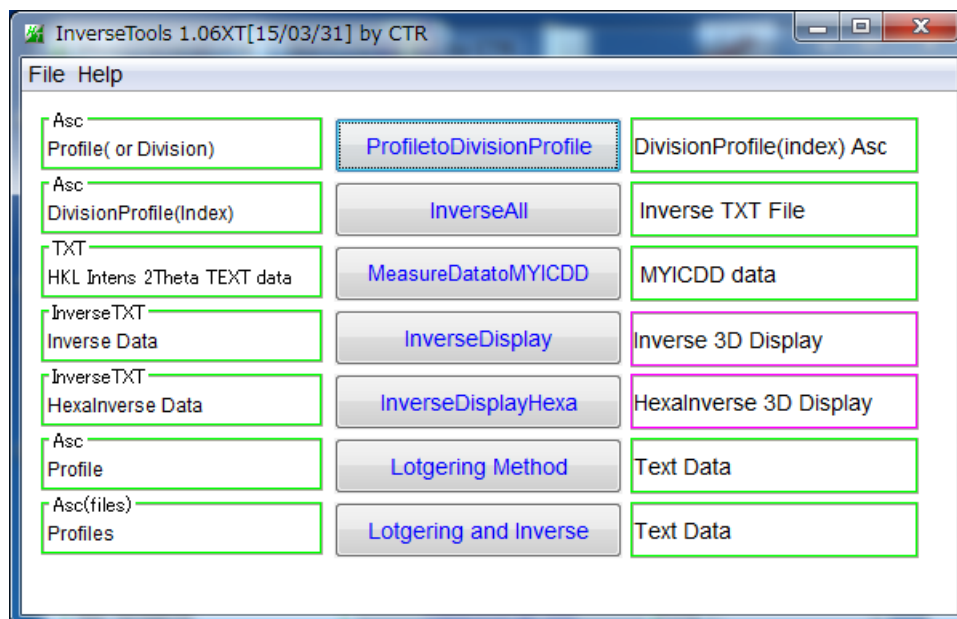 InverseTools 1.06XT[15/03/31] by CTR
File Help
Asc
Profile( or Division)
ProfiletoDivisionProfile
DivisionProfile(index) Asc
Asc
DivisionProfile(Index)
InverseAll
Inverse TXT File
TXT
HKL Intens 2Theta TEXT data
MeasureDatatoMYICDD
MYICDD data
InverseTXT
Inverse Data
InverseDisplay
Inverse 3D Display
InverseTXT
HexaInverse Data
InverseDisplayHexa
HexaInverse 3D Display
Asc
Profile
Lotgering Method
Text Data
Asc(files)
Profiles
Lotgering and Inverse
Text Data